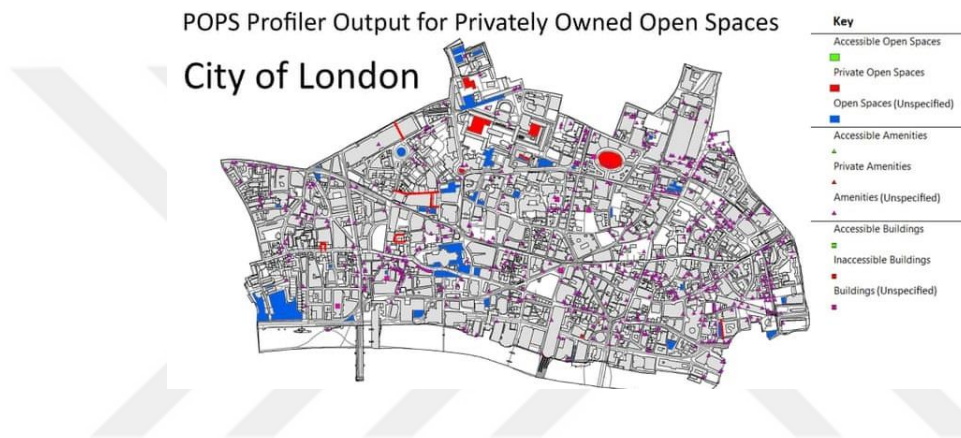 POPS Profiler Output for Privately Owned Open Spaces
City of London
Key
Accessible Open Spaces
Private Open Spaces
Open Spaces (Unspecified)
Accessible Amenities
Private Amenities
Amenities (Unspecified)
Accessible Buildings
Inaccessible Buildings
Buildings (Unspecified)